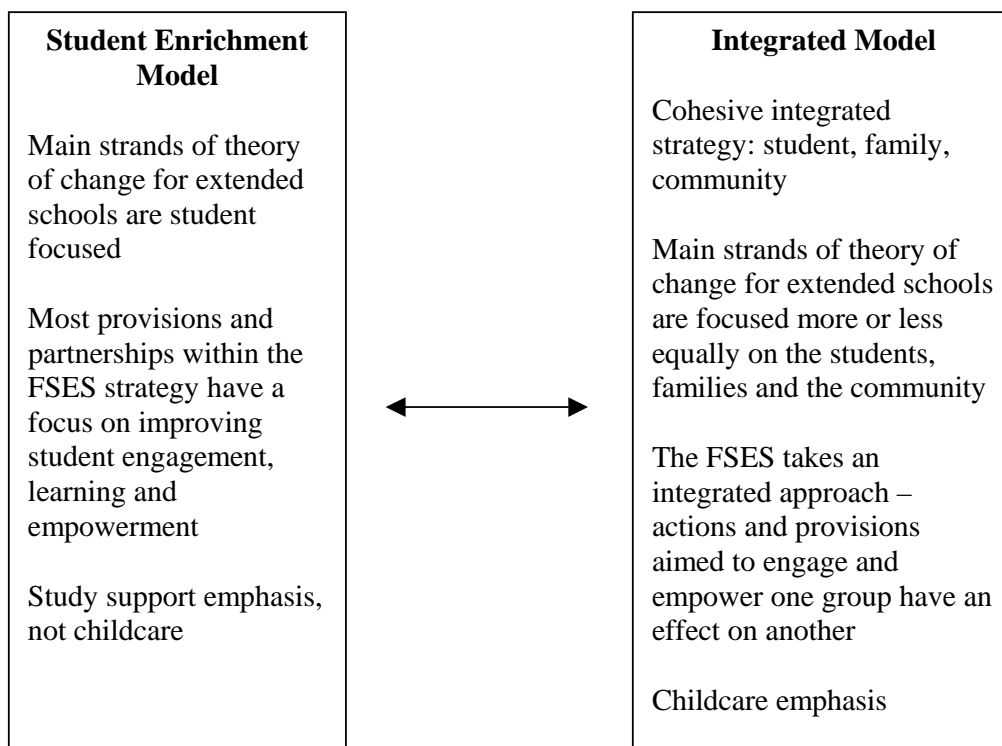 Student Enrichment
Model
Main strands of theory
of change for extended
schools are student
focused
Most provisions and
partnerships within the
FSES strategy have a
focus on improving
student engagement,
learning and
empowerment
Study support emphasis,
not childcare
Integrated Model
Cohesive integrated
strategy: student, family,
community
Main strands of theory of
change for extended schools
are focused more or less
equally on the students,
families and the community
The FSES takes an
integrated approach –
actions and provisions
aimed to engage and
empower one group have an
effect on another
Childcare emphasis